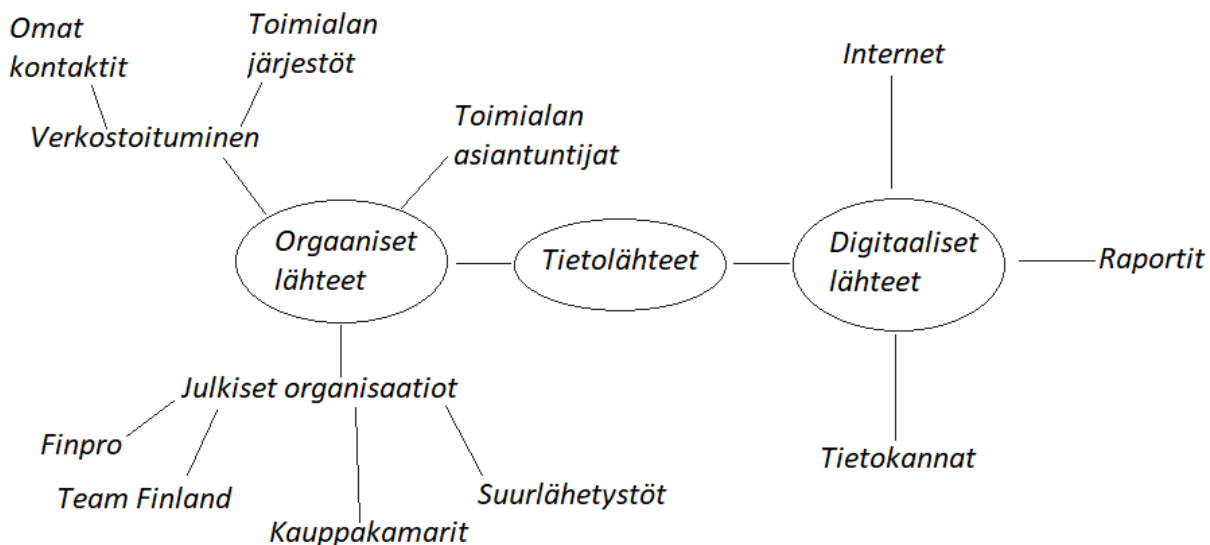 Omat
kontaktit
Toimialan
järjestöt
Verkostoituminen
Toimialan
asiantuntijat
Internet
Orgaaniset
lähteet
Tietolähteet
Digitaaliset
lähteet
Raportit
Julkiset organisaatiot
Finpro
Team Finland
Kauppakamarit
Suurlähetystöt
Tietokannat